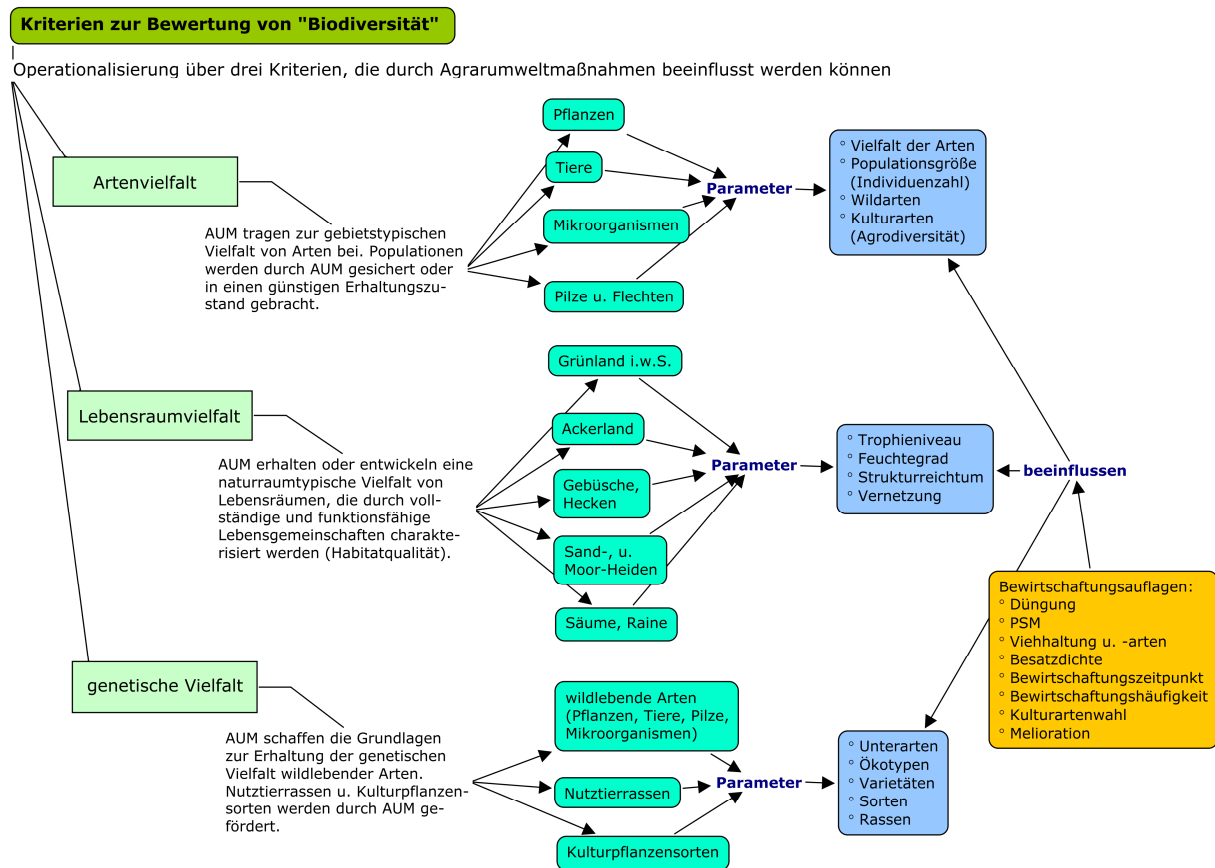 Kriterien zur Bewertung von "Biodiversität"
Operationalisierung über drei Kriterien, die durch Agrarumweltmaßnahmen beeinflusst werden können
Artenvielfalt
AUM tragen zur gebietstypischen
Vielfalt von Arten bei. Populationen
werden durch AUM gesichert oder
in einen günstigen Erhaltungszu-
stand gebracht.
Pflanzen
Tiere
Mikroorganismen
Pilze u. Flechten
Parameter
° Vielfalt der Arten
° Populationsgröße
(Individuenzahl)
° Wildarten
° Kulturarten
(Agrodiversität)
Lebensraumvielfalt
AUM erhalten oder entwickeln eine
naturraumtypische Vielfalt von
Lebensräumen, die durch voll-
ständige und funktionsfähige
Lebensgemeinschaften charakte-
risiert werden (Habitatqualität).
Grünland i.w.S.
Ackerland
Gebüsche,
Hecken
Sand-, u.
Moor-Heiden
Säume, Raine
Parameter
° Trophieniveau
° Feuchtegrad
° Strukturreichtum
° Vernetzung
beeinflussen
Bewirtschaftungsauflagen:
° Düngung
° PSM
° Viehhaltung u. -arten
° Besatzdichte
° Bewirtschaftungszeitpunkt
° Bewirtschaftungshäufigkeit
° Kulturartenwahl
° Melioration
genetische Vielfalt
AUM schaffen die Grundlagen
zur Erhaltung der genetischen
Vielfalt wildlebender Arten.
Nutztierrassen u. Kulturpflanzen-
sorten werden durch AUM ge-
fördert.
wildlebende Arten
(Pflanzen, Tiere, Pilze,
Mikroorganismen)
Nutztierrassen
Kulturpflanzensorten
Parameter
° Unterarten
° Ökotypen
° Varietäten
° Sorten
° Rassen